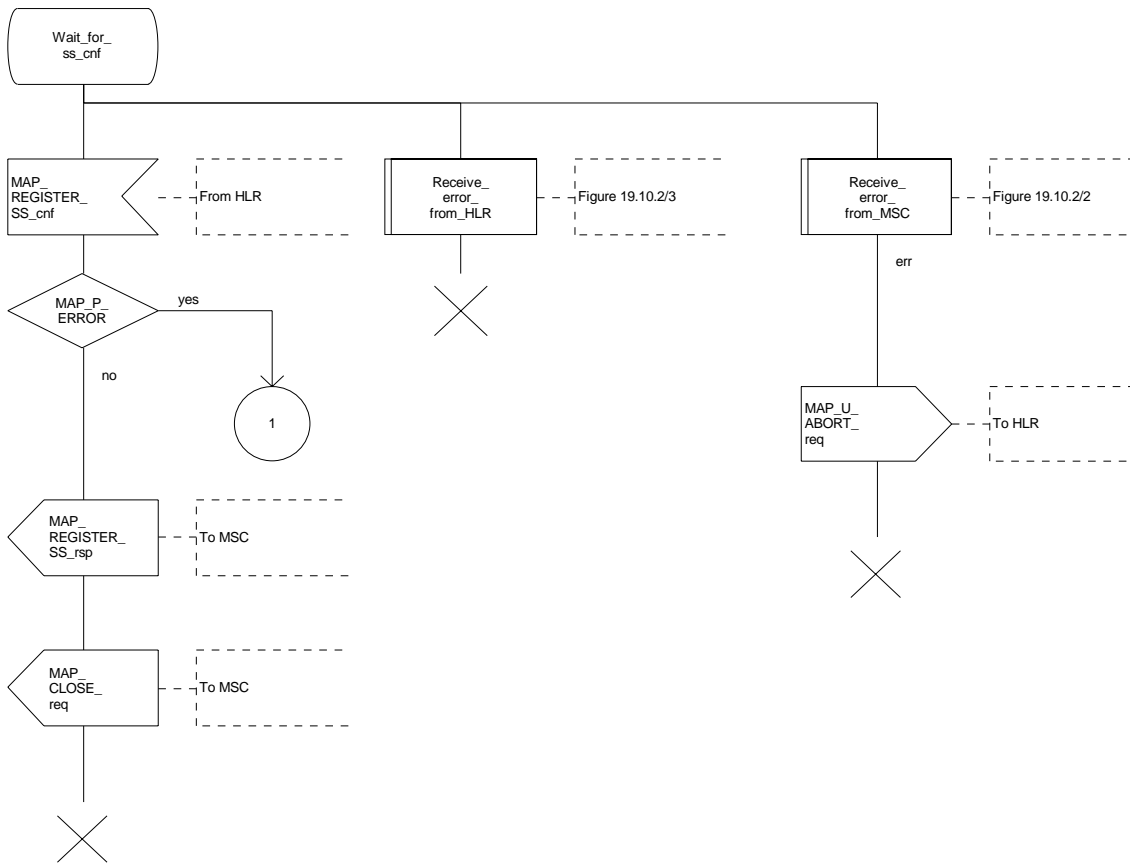 Wait_for_
ss_cnf
MAP_
REGISTER_
SS_cnf
From HLR
Receive_
error_
from_HLR
Figure 19.10.2/3
Receive_
error_
from_MSC
Figure 19.10.2/2
err
MAP_P_
ERROR
yes
no
1
MAP_U_
ABORT_
req
To HLR
MAP_
REGISTER_
SS_rsp
To MSC
MAP_
CLOSE_
req
To MSC